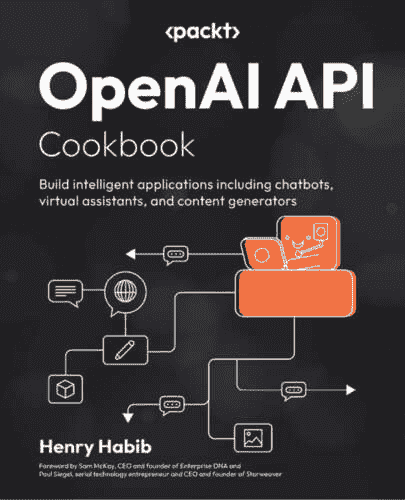 <packt>
OpenAI API
Cookbook
Build intelligent applications including chatbots,
virtual assistants, and content generators
Henry Habib
Foreword by Sam McKay, CEO and founder of Enterprise DNA and
Paul Siegel, serial technology entrepreneur and CEO and founder of Starweaver